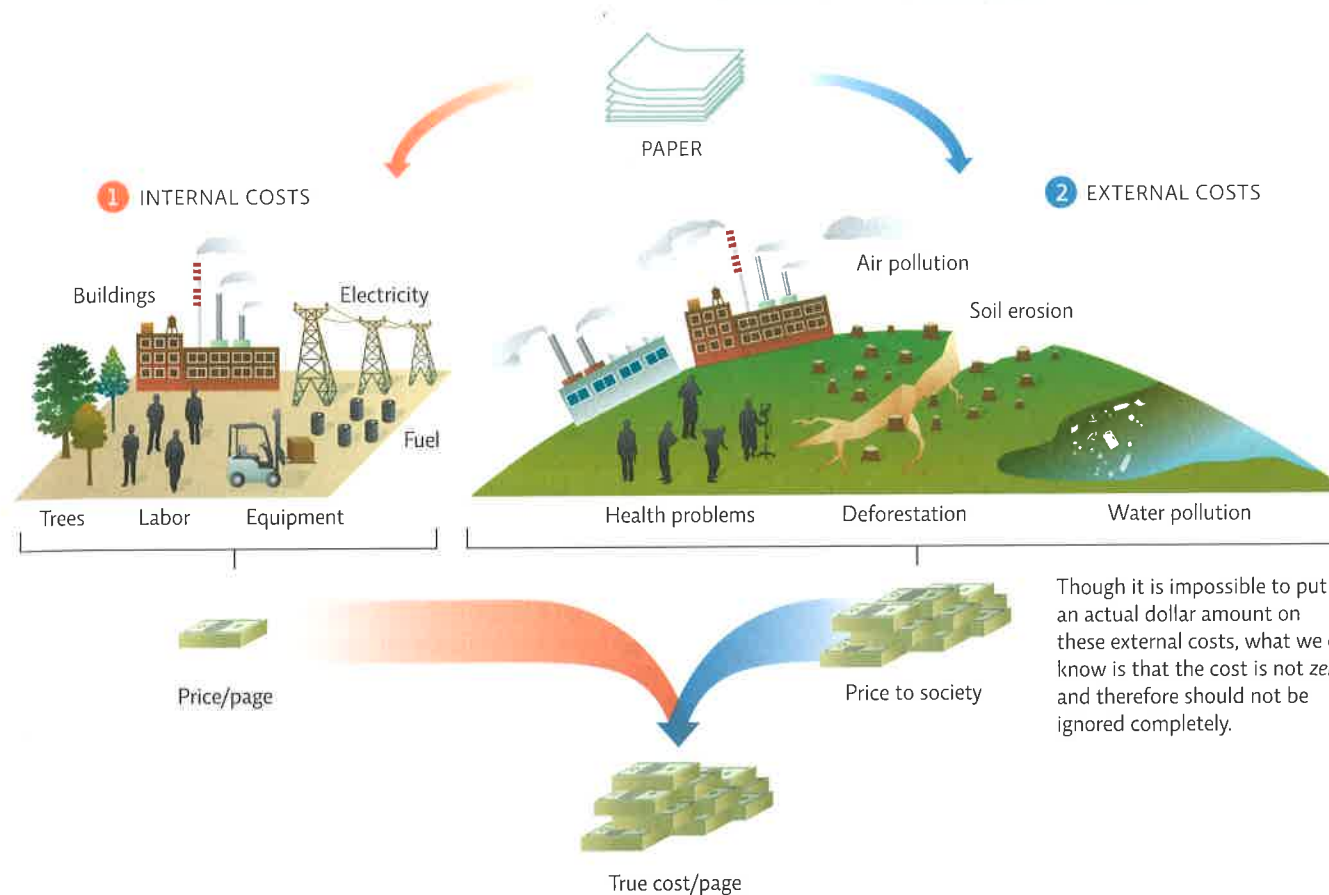 PAPER
1 INTERNAL COSTS
Buildings
Electricity
Fuel
Trees
Labor
Equipment
2 EXTERNAL COSTS
Air pollution
Soil erosion
Health problems
Deforestation
Water pollution
Price/page
Price to society
Though it is impossible to put
an actual dollar amount on
these external costs, what we
know is that the cost is not
and therefore should not be
ignored completely.
True cost/page